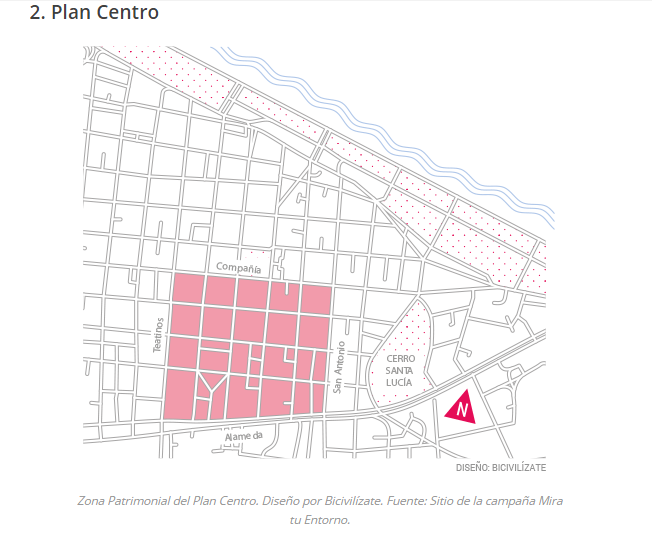 2. Plan Centro
Compañía
Teatinos
San Antonio
CERRO
SANTA
LUCÍA
N
Alameda
DISEÑO: BICIVILÍZATE
Zona Patrimonial del Plan Centro. Diseño por Bicivilízate. Fuente: Sitio de la campaña Mira
tu Entorno.